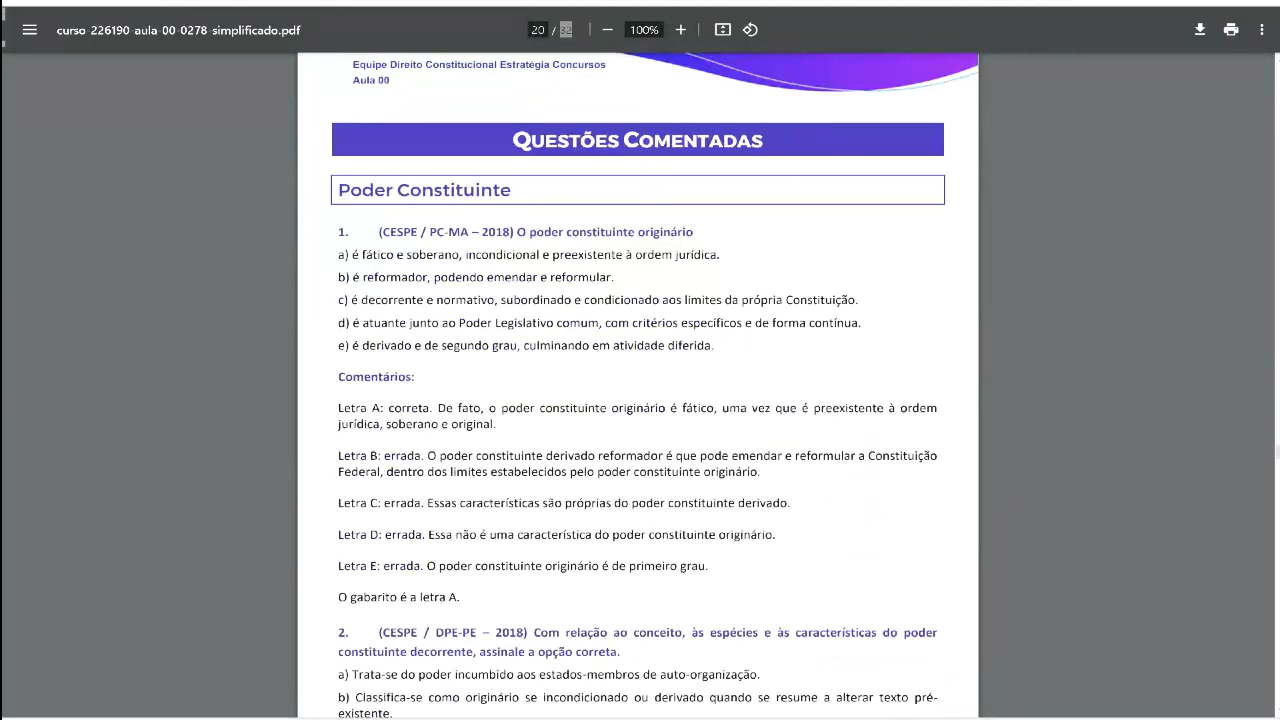 curso-226190-aula-00-0278-simplificado.pdf
20 / 32
100%
Equipe Direito Constitucional Estratégia Concursos
Aula 00
QUESTÕES COMENTADAS
Poder Constituinte
1. (CESPE / PC-MA – 2018) O poder constituinte originário
a) é fático e soberano, incondicional e preexistente à ordem jurídica.
b) é reformador, podendo emendar e reformular.
c) é decorrente e normativo, subordinado e condicionado aos limites da própria Constituição.
d) é atuante junto ao Poder Legislativo comum, com critérios específicos e de forma contínua.
e) é derivado e de segundo grau, culminando em atividade diferida.
Comentários:
Letra A: correta. De fato, o poder constituinte originário é fático, uma vez que é preexistente à ordem
jurídica, soberano e original.
Letra B: errada. O poder constituinte derivado reformador é que pode emendar e reformular a Constituição
Federal, dentro dos limites estabelecidos pelo poder constituinte originário.
Letra C: errada. Essas características são próprias do poder constituinte derivado.
Letra D: errada. Essa não é uma característica do poder constituinte originário.
Letra E: errada. O poder constituinte originário é de primeiro grau.
O gabarito é a letra A.
2. (CESPE / DPE-PE – 2018) Com relação ao conceito, às espécies e às características do poder
constituinte decorrente, assinale a opção correta.
a) Trata-se do poder incumbido aos estados-membros de auto-organização.
b) Classifica-se como originário se incondicionado ou derivado quando se resume a alterar texto pré-
existente.